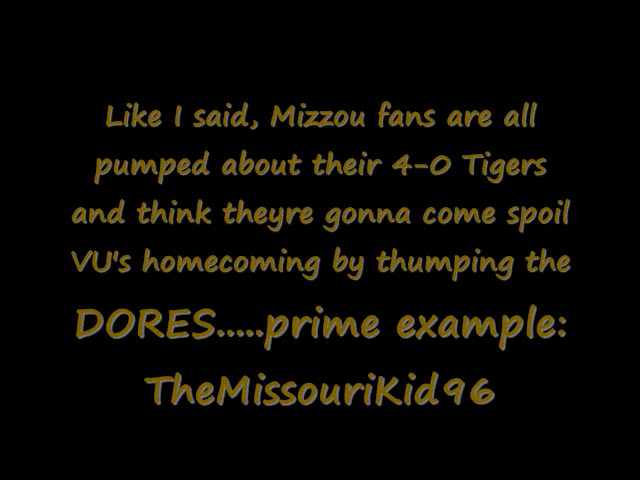 Like I said, Mizzou fans are all
pumped about their 4-0 Tigers
and think theyre gonna come spoil
VU's homecoming by thumping the
DORES.....prime example:
TheMissouriKid96